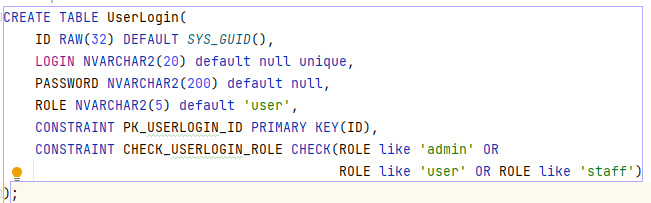 CREATE TABLE UserLogin(
    ID RAW(32) DEFAULT SYS_GUID(),
    LOGIN NVARCHAR2(20) default null unique,
    PASSWORD NVARCHAR2(200) default null,
    ROLE NVARCHAR2(5) default 'user',
    CONSTRAINT PK_USERLOGIN_ID PRIMARY KEY(ID),
    CONSTRAINT CHECK_USERLOGIN_ROLE CHECK(ROLE like 'admin' OR
                                          ROLE like 'user' OR ROLE like 'staff')
);